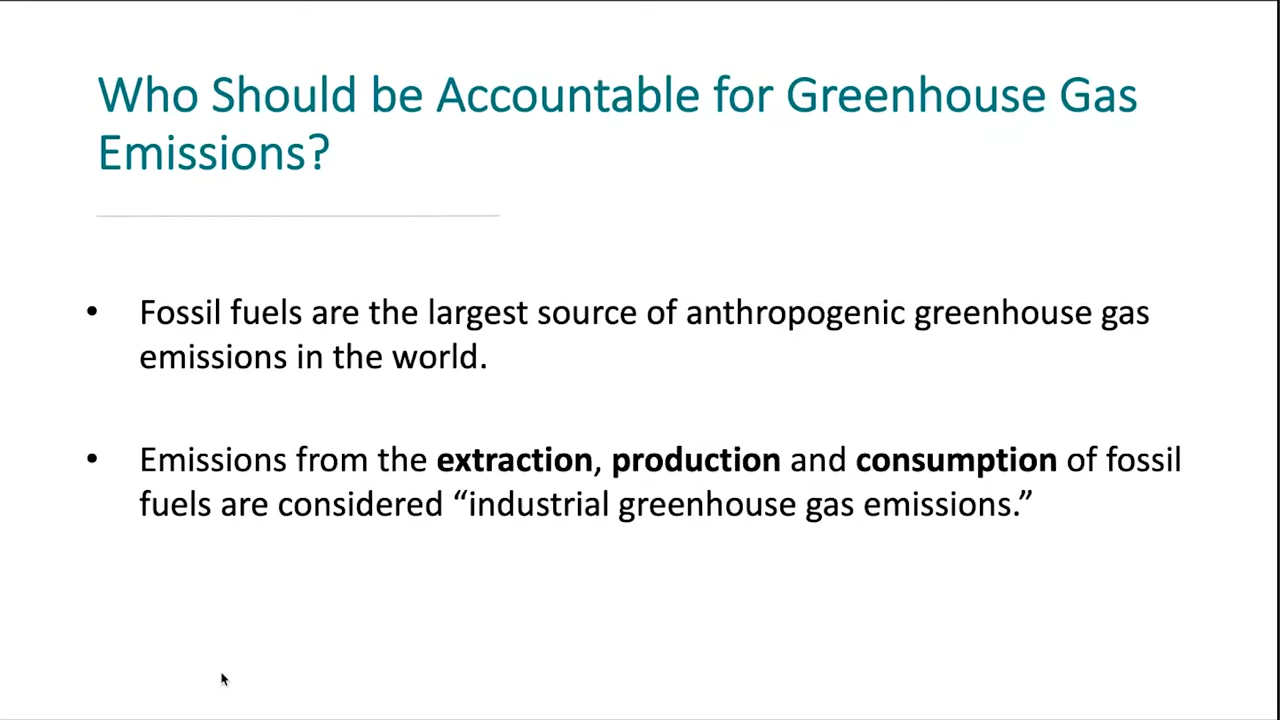 Who Should be Accountable for Greenhouse Gas
Emissions?
• Fossil fuels are the largest source of anthropogenic greenhouse gas
emissions in the world.
• Emissions from the extraction, production and consumption of fossil
fuels are considered “industrial greenhouse gas emissions.”